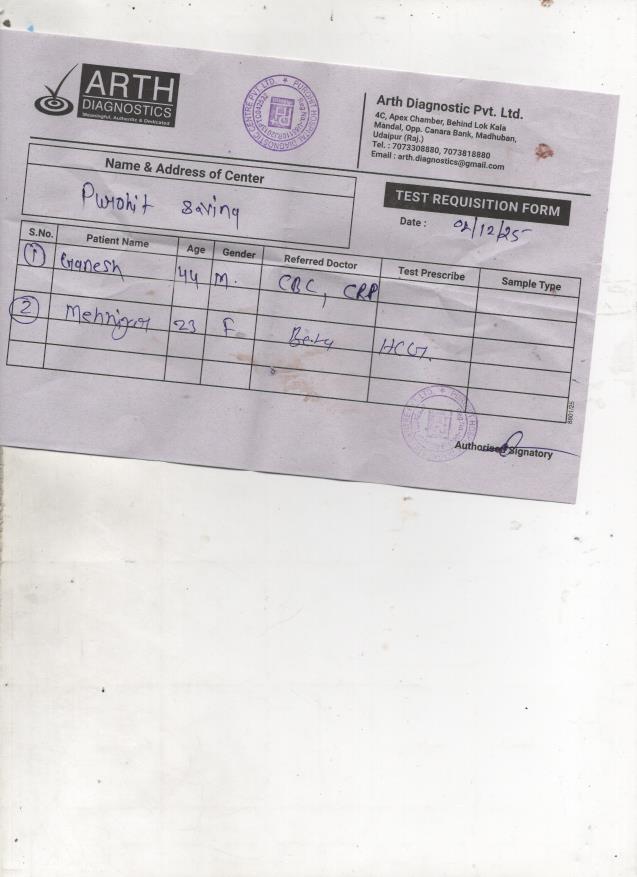 ARTH
DIAGNOSTICS
Meaningful, Authentic & Dedicated
Arth Diagnostic Pvt. Ltd.
4C, Apex Chamber, Behind Lok Kala
Mandal, Opp. Canara Bank, Madhuban,
Udaipur (Raj.)
Tel. : 7073308880, 7073818880
Email : arth.diagnostics@gmail.com
Name & Address of Center
Purohit
TEST REQUISITION FORM
Date : 02/12/25
S.No. Patient Name Age Gender Referred Doctor Test Prescribe Sample Type
1 Ganesh 44 M. CBC, CRP
2 23 F Beta HCG.
8801/25
Authorised Signatory